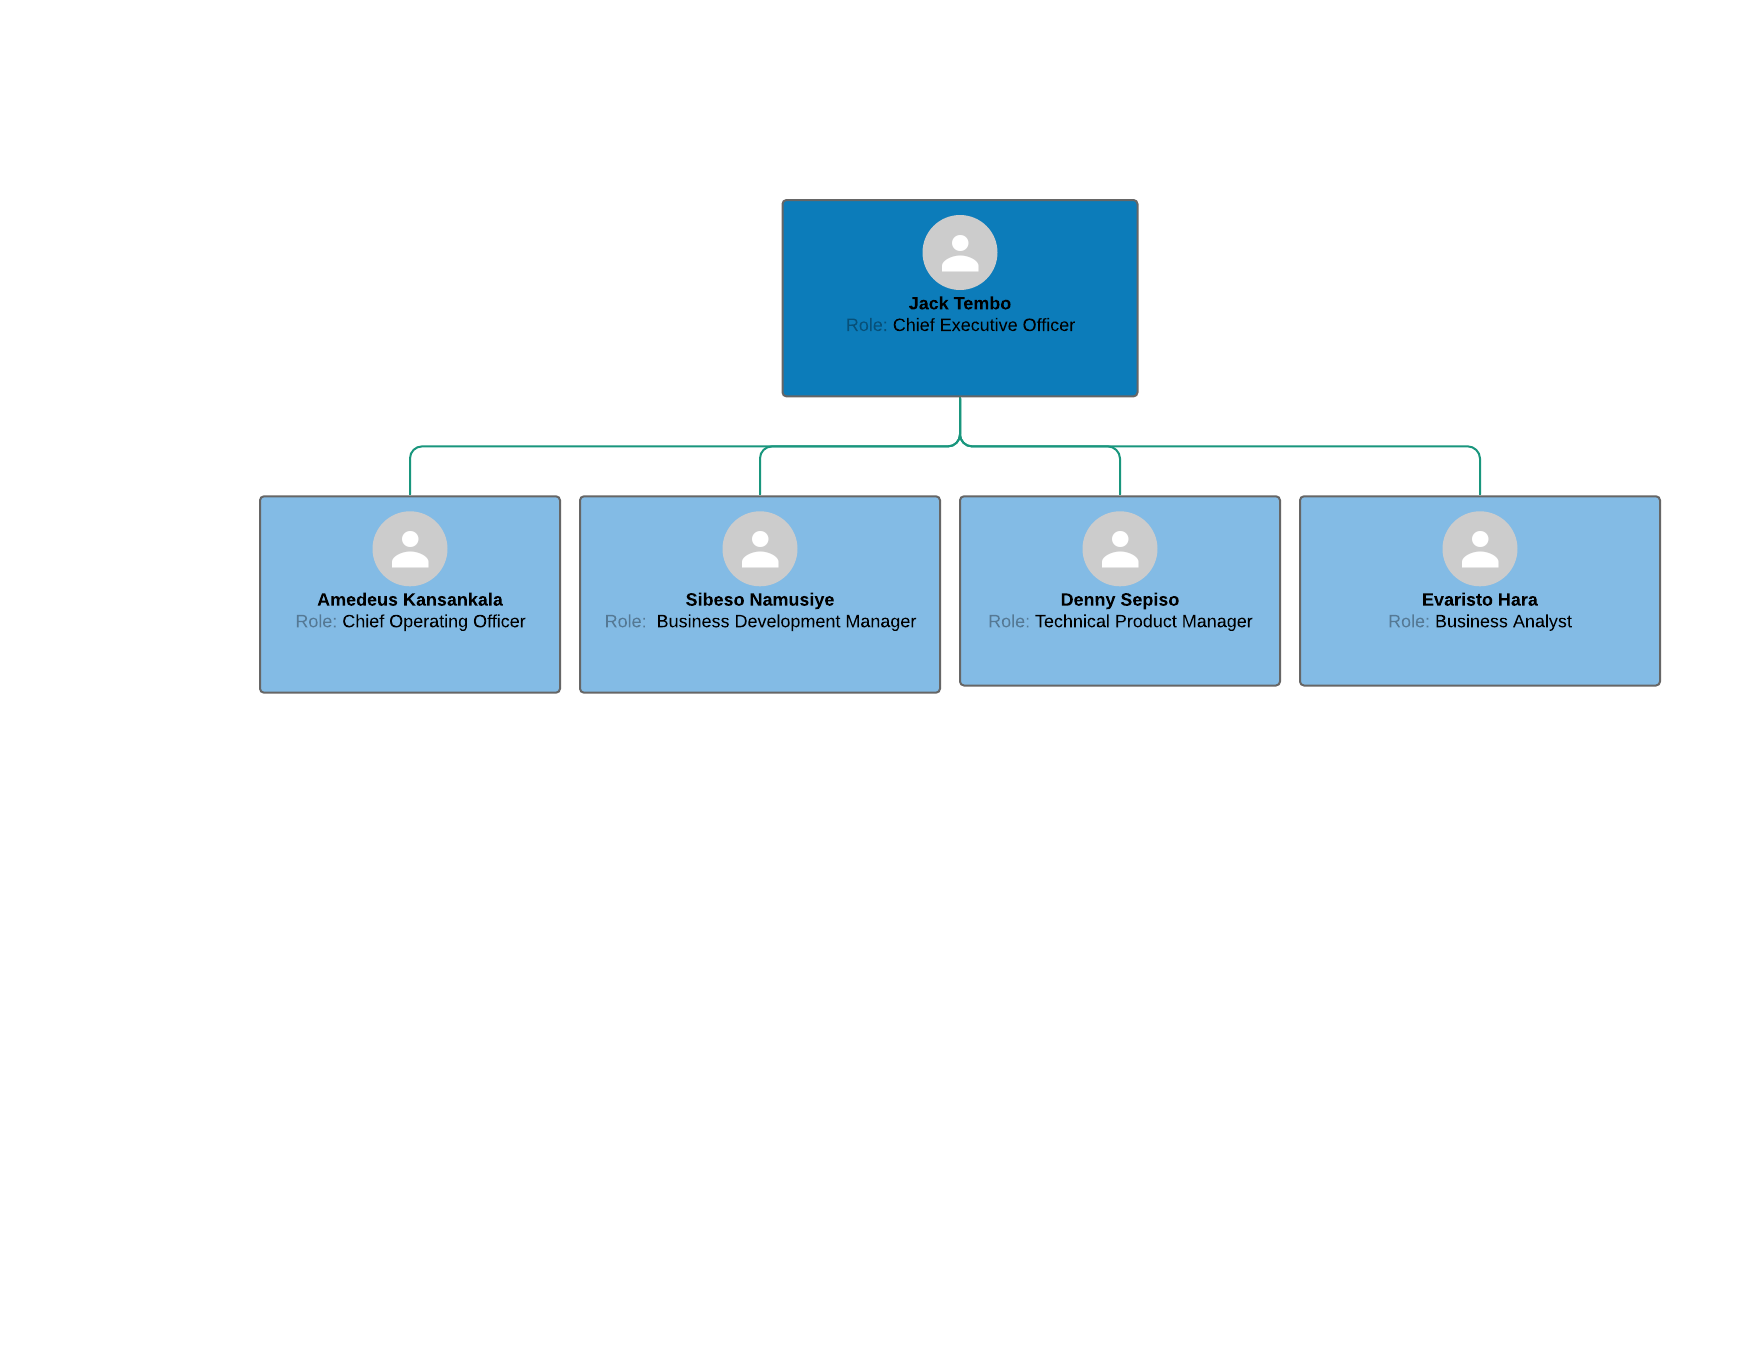 Jack Tembo
Role: Chief Executive Officer
Amedeus Kansankala
Role: Chief Operating Officer
Sibeso Namusiye
Role: Business Development Manager
Denny Sepiso
Role: Technical Product Manager
Evaristo Hara
Role: Business Analyst